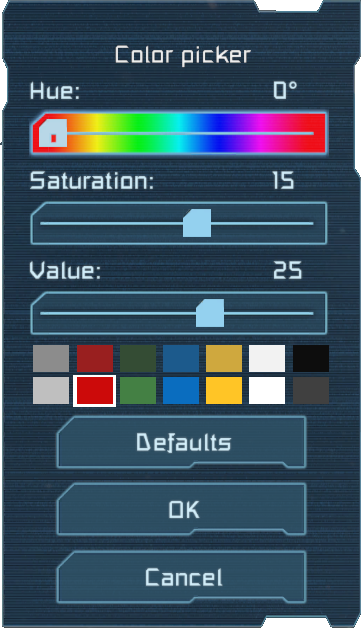 Color picker
Hue: 0°
Saturation: 15
Value: 25
Defaults
OK
Cancel